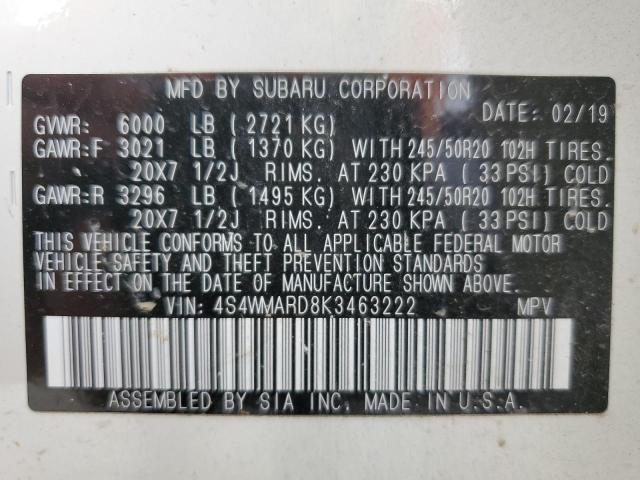 MFD BY SUBARU CORPORATION
DATE: 02/19
GVWR: 6000 LB ( 2721 KG)
GAWR:F 3021 LB ( 1370 KG) WITH 245/50R20 102H TIRES.
20X7 1/2J RIMS. AT 230 KPA ( 33 PSI) COLD
GAWR:R 3296 LB ( 1495 KG) WITH 245/50R20 102H TIRES.
20X7 1/2J RIMS. AT 230 KPA ( 33 PSI) COLD
THIS VEHICLE CONFORMS TO ALL APPLICABLE FEDERAL MOTOR
VEHICLE SAFETY AND THEFT PREVENTION STANDARDS
IN EFFECT ON THE DATE OF MANUFACTURE SHOWN ABOVE.
VIN: 4S4WMARD8K3463222 MPV
ASSEMBLED BY SIA INC. MADE IN U.S.A.